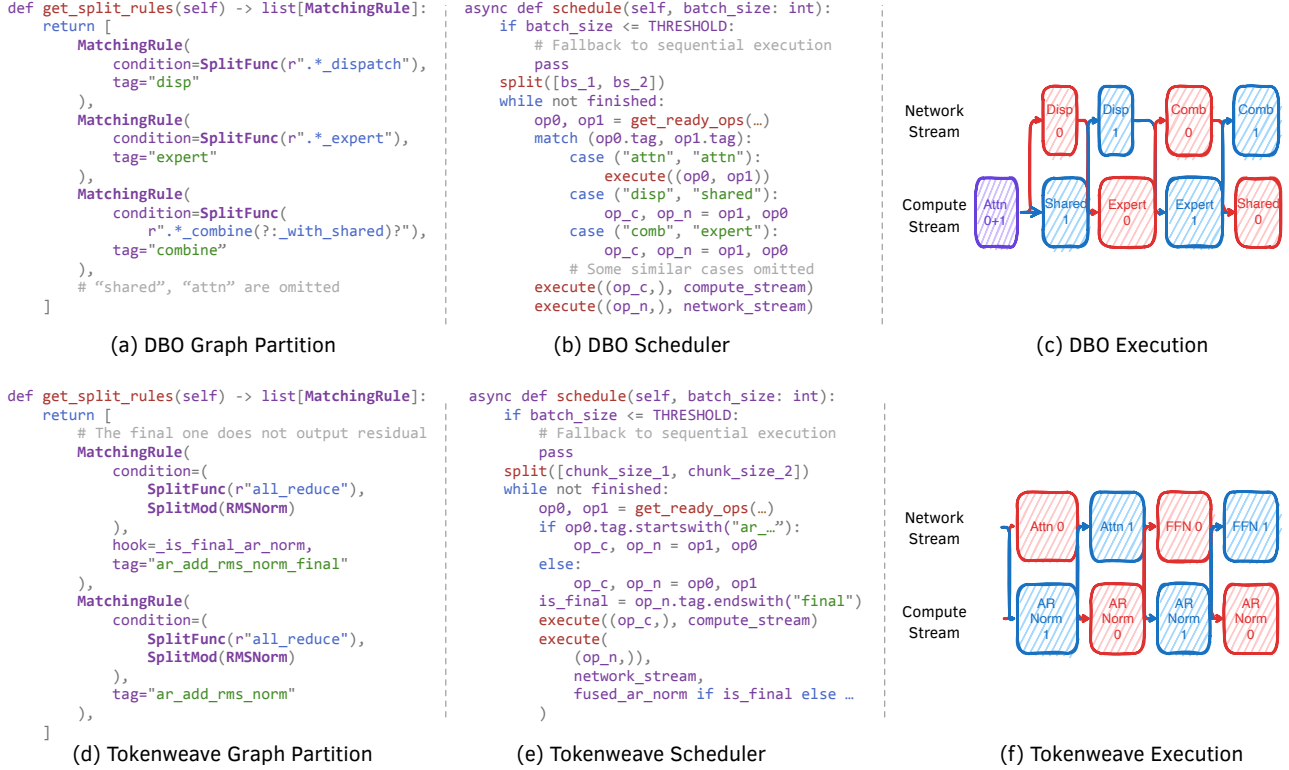 def get_split_rules(self) -> list[MatchingRule]:
    return [
        MatchingRule(
            condition=SplitFunc(r".*_dispatch"),
            tag="disp"
        ),
        MatchingRule(
            condition=SplitFunc(r".*_expert"),
            tag="expert"
        ),
        MatchingRule(
            condition=SplitFunc(
                r".*_combine(?:_with_shared)?"),
            tag="combine”
        ),
        # “shared”, “attn” are omitted
    ]
(a) DBO Graph Partition
async def schedule(self, batch_size: int):
    if batch_size <= THRESHOLD:
        # Fallback to sequential execution
        pass
    split([bs_1, bs_2])
    while not finished:
        op0, op1 = get_ready_ops(…)
        match (op0.tag, op1.tag):
            case ("attn", "attn"):
                execute((op0, op1))
            case ("disp", "shared"):
                op_c, op_n = op1, op0
            case ("comb", "expert"):
                op_c, op_n = op1, op0
            # Some similar cases omitted
        execute((op_c,), compute_stream)
        execute((op_n,), network_stream)
(b) DBO Scheduler
Network
Stream
Disp
0
Disp
1
Comb
0
Comb
1
Compute
Stream
Attn
0+1
Shared
1
Expert
0
Expert
1
Shared
0
(c) DBO Execution
def get_split_rules(self) -> list[MatchingRule]:
    return [
        # The final one does not output residual
        MatchingRule(
            condition=(
                SplitFunc(r"all_reduce"),
                SplitMod(RMSNorm)
            ),
            hook=_is_final_ar_norm,
            tag="ar_add_rms_norm_final"
        ),
        MatchingRule(
            condition=(
                SplitFunc(r"all_reduce"),
                SplitMod(RMSNorm)
            ),
            tag="ar_add_rms_norm"
        ),
    ]
(d) Tokenweave Graph Partition
async def schedule(self, batch_size: int):
    if batch_size <= THRESHOLD:
        # Fallback to sequential execution
        pass
    split([chunk_size_1, chunk_size_2])
    while not finished:
        op0, op1 = get_ready_ops(…)
        if op0.tag.startswith("ar_…”):
            op_c, op_n = op1, op0
        else:
            op_c, op_n = op0, op1
        is_final = op_n.tag.endswith("final")
        execute((op_c,), compute_stream)
        execute(
            (op_n,)),
            network_stream,
            fused_ar_norm if is_final else …
        )
(e) Tokenweave Scheduler
Network
Stream
Attn 0
Attn 1
FFN 0
FFN 1
Compute
Stream
AR
Norm
1
AR
Norm
0
AR
Norm
1
AR
Norm
0
(f) Tokenweave Execution